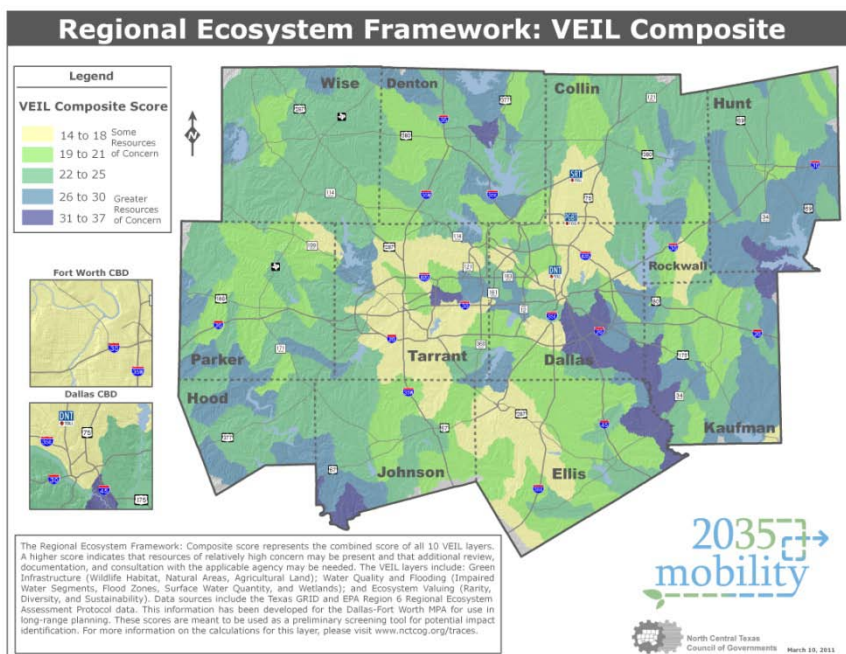 Regional Ecosystem Framework: VEIL Composite
Legend
VEIL Composite Score
14 to 18
19 to 21
22 to 25
26 to 30
31 to 37
Some
Resources
of Concern
Greater
Resources
of Concern
N
Wise
Denton
Collin
Hunt
Parker
Tarrant
Dallas
Rockwall
Hood
Johnson
Ellis
Kaufman
SRT
DNT
Fort Worth CBD
Dallas CBD
DNT
75
175
The Regional Ecosystem Framework: Composite score represents the combined score of all 10 VEIL layers.
A higher score indicates that resources of relatively high concern may be present and that additional review,
documentation, and consultation with the applicable agency may be needed. The VEIL layers include: Green
Infrastructure (Wildlife Habitat, Natural Areas, Agricultural Land); Water Quality and Flooding (Impaired
Water Segments, Flood Zones, Surface Water Quantity, and Wetlands); and Ecosystem Valuing (Rarity,
Diversity, and Sustainability). Data sources include the Texas GRID and EPA Region 6 Regional Ecosystem
Assessment Protocol data. This information has been developed for the Dallas-Fort Worth MPA for use in
long-range planning. These scores are meant to be used as a preliminary screening tool for potential impact
identification. For more information on the calculations for this layer, please visit www.nctcog.org/traces.
2035
mobility
North Central Texas
Council of Governments
March 10, 2011